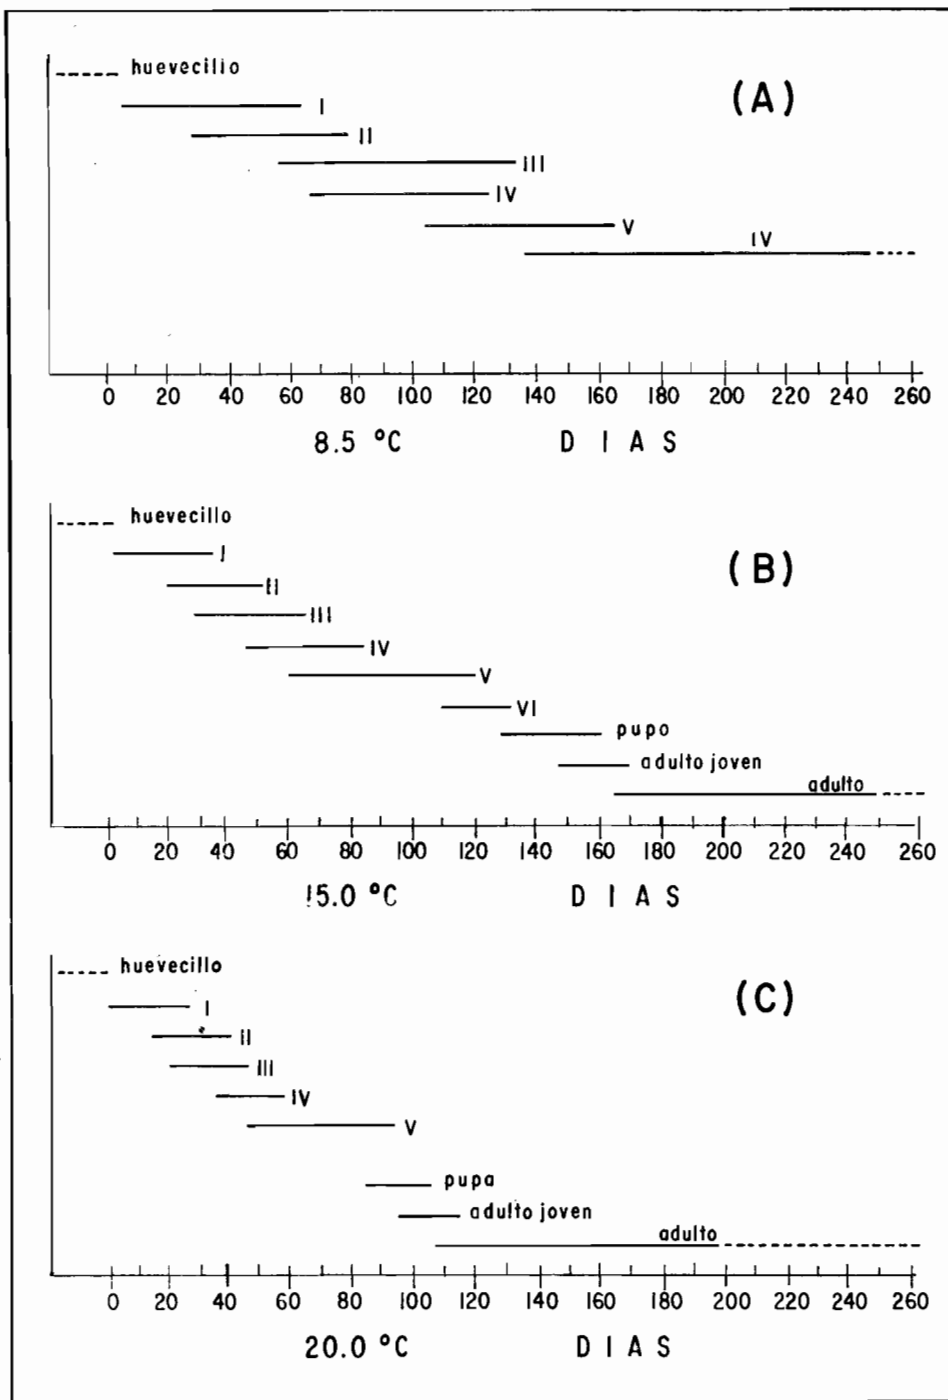 huevecillo
(A)
I
II
III
IV
V
IV
0 20 40 60 80 100 120 140 160 180 200 220 240 260
8.5 °C DIAS
huevecillo
(B)
I
II
III
IV
V
VI
pupo
adulto joven
adulto
0 20 40 60 80 100 120 140 160 180 200 220 240 260
15.0 °C DIAS
huevecillo
(C)
I
II
III
IV
V
pupa
adulto joven
adulto
0 20 40 60 80 100 120 140 160 180 200 220 240 260
20.0 °C DIAS